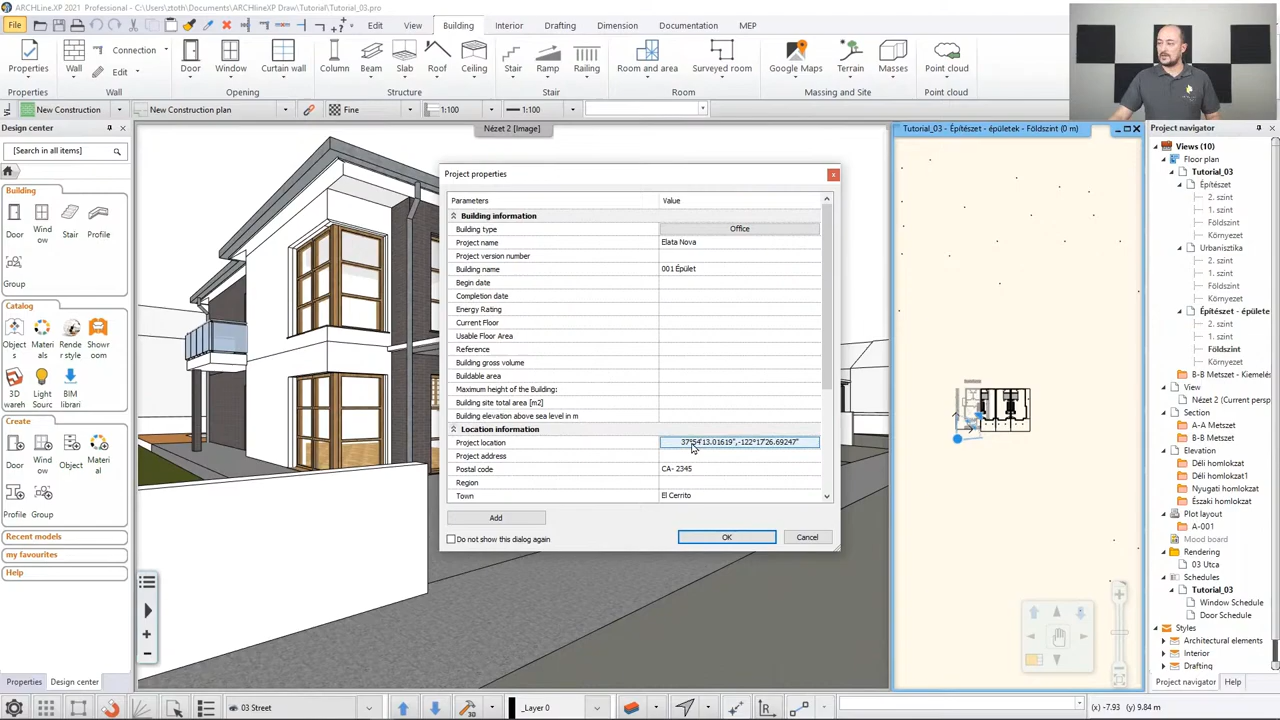 ARCHLineXP 2021 Professional - C:\Users\ztoth\Documents\ARCHlineXP Draw\Tutorial\Tutorial_03.pro
File
Edit
View
Building
Interior
Drafting
Dimension
Documentation
MEP
Properties
Wall
Connection
Edit
Door
Window
Curtain wall
Column
Beam
Slab
Roof
Ceiling
Stair
Ramp
Railing
Room and area
Surveyed room
Google Maps
Terrain
Masses
Point cloud
Properties
Wall
Opening
Structure
Stair
Room
Massing and Site
Point cloud
New Construction
New Construction plan
Fine
1:100
1:100
Design center
[Search in all items]
Building
Door
Wind
ow
Stair
Profile
Group
Catalog
Object
s
Materi
als
Rende
r style
Showr
oom
3D
wareh
Light
Sourc
BIM
librari
Create
Door
Wind
ow
Object
Mater
ial
Profile
Group
Recent models
my favourites
Help
Properties
Design center
Nézet 2 [Image]
Project properties
Parameters
Value
Building information
Building type
Office
Project name
Elata Nova
Project version number
Building name
001 Épület
Begin date
Completion date
Energy Rating
Current Floor
Usable Floor Area
Reference
Building gross volume
Buildable area
Maximum height of the Building:
Building site total area [m2]
Building elevation above sea level in m
Location information
Project location
37°54'13.01619",-122°17'26.69247"
Project address
Postal code
CA- 2345
Region
Town
El Cerrito
Add
Do not show this dialog again
OK
Cancel
Tutorial_03 - Építészet - épületek - Földszint (0 m)
Project navigator
Views (10)
Floor plan
Tutorial_03
Építészet
2. szint
1. szint
Földszint
Környezet
Urbanisztika
2. szint
1. szint
Földszint
Környezet
Építészet - épülete
2. szint
1. szint
Földszint
Környezet
B-B Metszet - Kiemelé
View
Nézet 2 (Current persp
Section
A-A Metszet
B-B Metszet
Elevation
Déli homlokzat
Déli homlokzat1
Nyugati homlokzat
Északi homlokzat
Plot layout
A-001
Mood board
Rendering
03 Utca
Schedules
Tutorial_03
Window Schedule
Door Schedule
Styles
Architectural elements
Interior
Drafting
Project navigator
Help
03 Street
_Layer 0
(x) -7.93 (y) 9.84 m